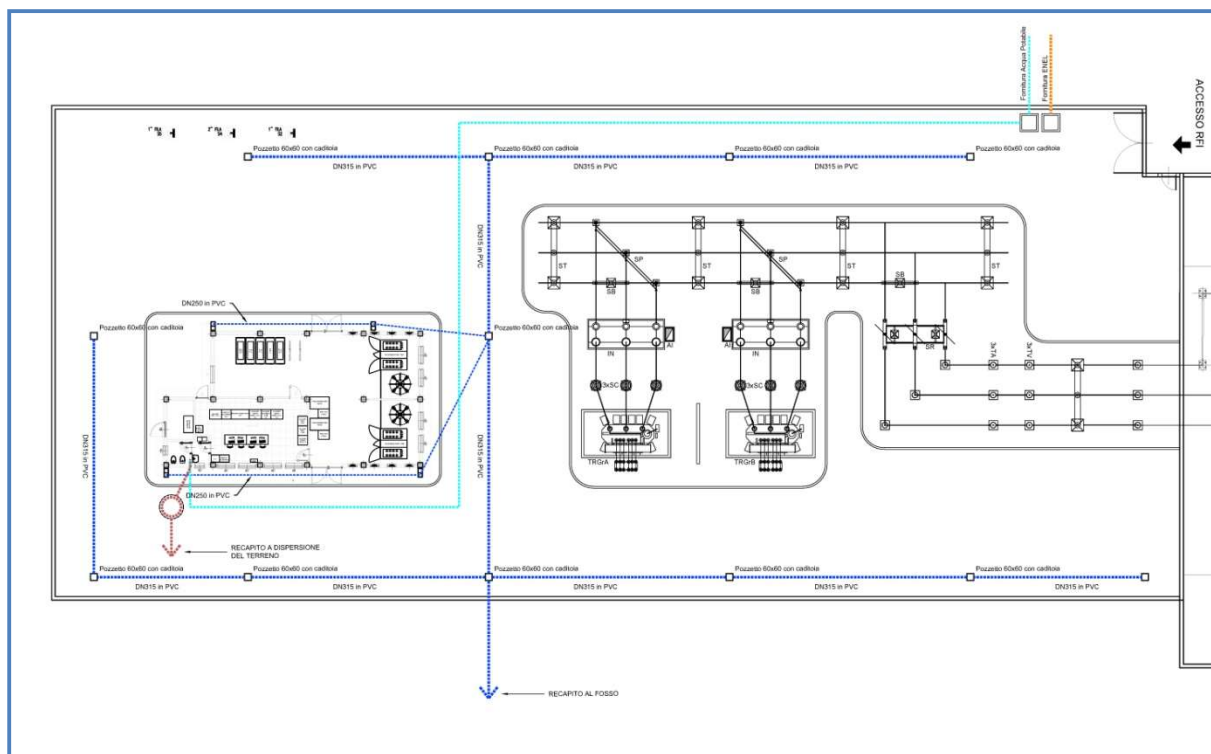 Fornitura Acqua Potabile
Fornitura ENEL
ACCESSO RFI
Pozzetto 60x60 con caditoia
Pozzetto 60x60 con caditoia
Pozzetto 60x60 con caditoia
Pozzetto 60x60 con caditoia
DN315 in PVC
DN315 in PVC
DN315 in PVC
DN315 in PVC
SP
SP
ST
ST
ST
ST
SB
SB
SB
DN250 in PVC
Pozzetto 60x60 con caditoia
Pozzetto 60x60 con caditoia
AI
AI
IN
IN
SR
3xTA
3xTV
3xSC
3xSC
DN315 in PVC
DN315 in PVC
TRGrA
TRGrB
DN250 in PVC
RECAPITO A DISPERSIONE
DEL TERRENO
Pozzetto 60x60 con caditoia
Pozzetto 60x60 con caditoia
Pozzetto 60x60 con caditoia
Pozzetto 60x60 con caditoia
Pozzetto 60x60 con caditoia
DN315 in PVC
DN315 in PVC
DN315 in PVC
DN315 in PVC
DN315 in PVC
RECAPITO AL FOSSO